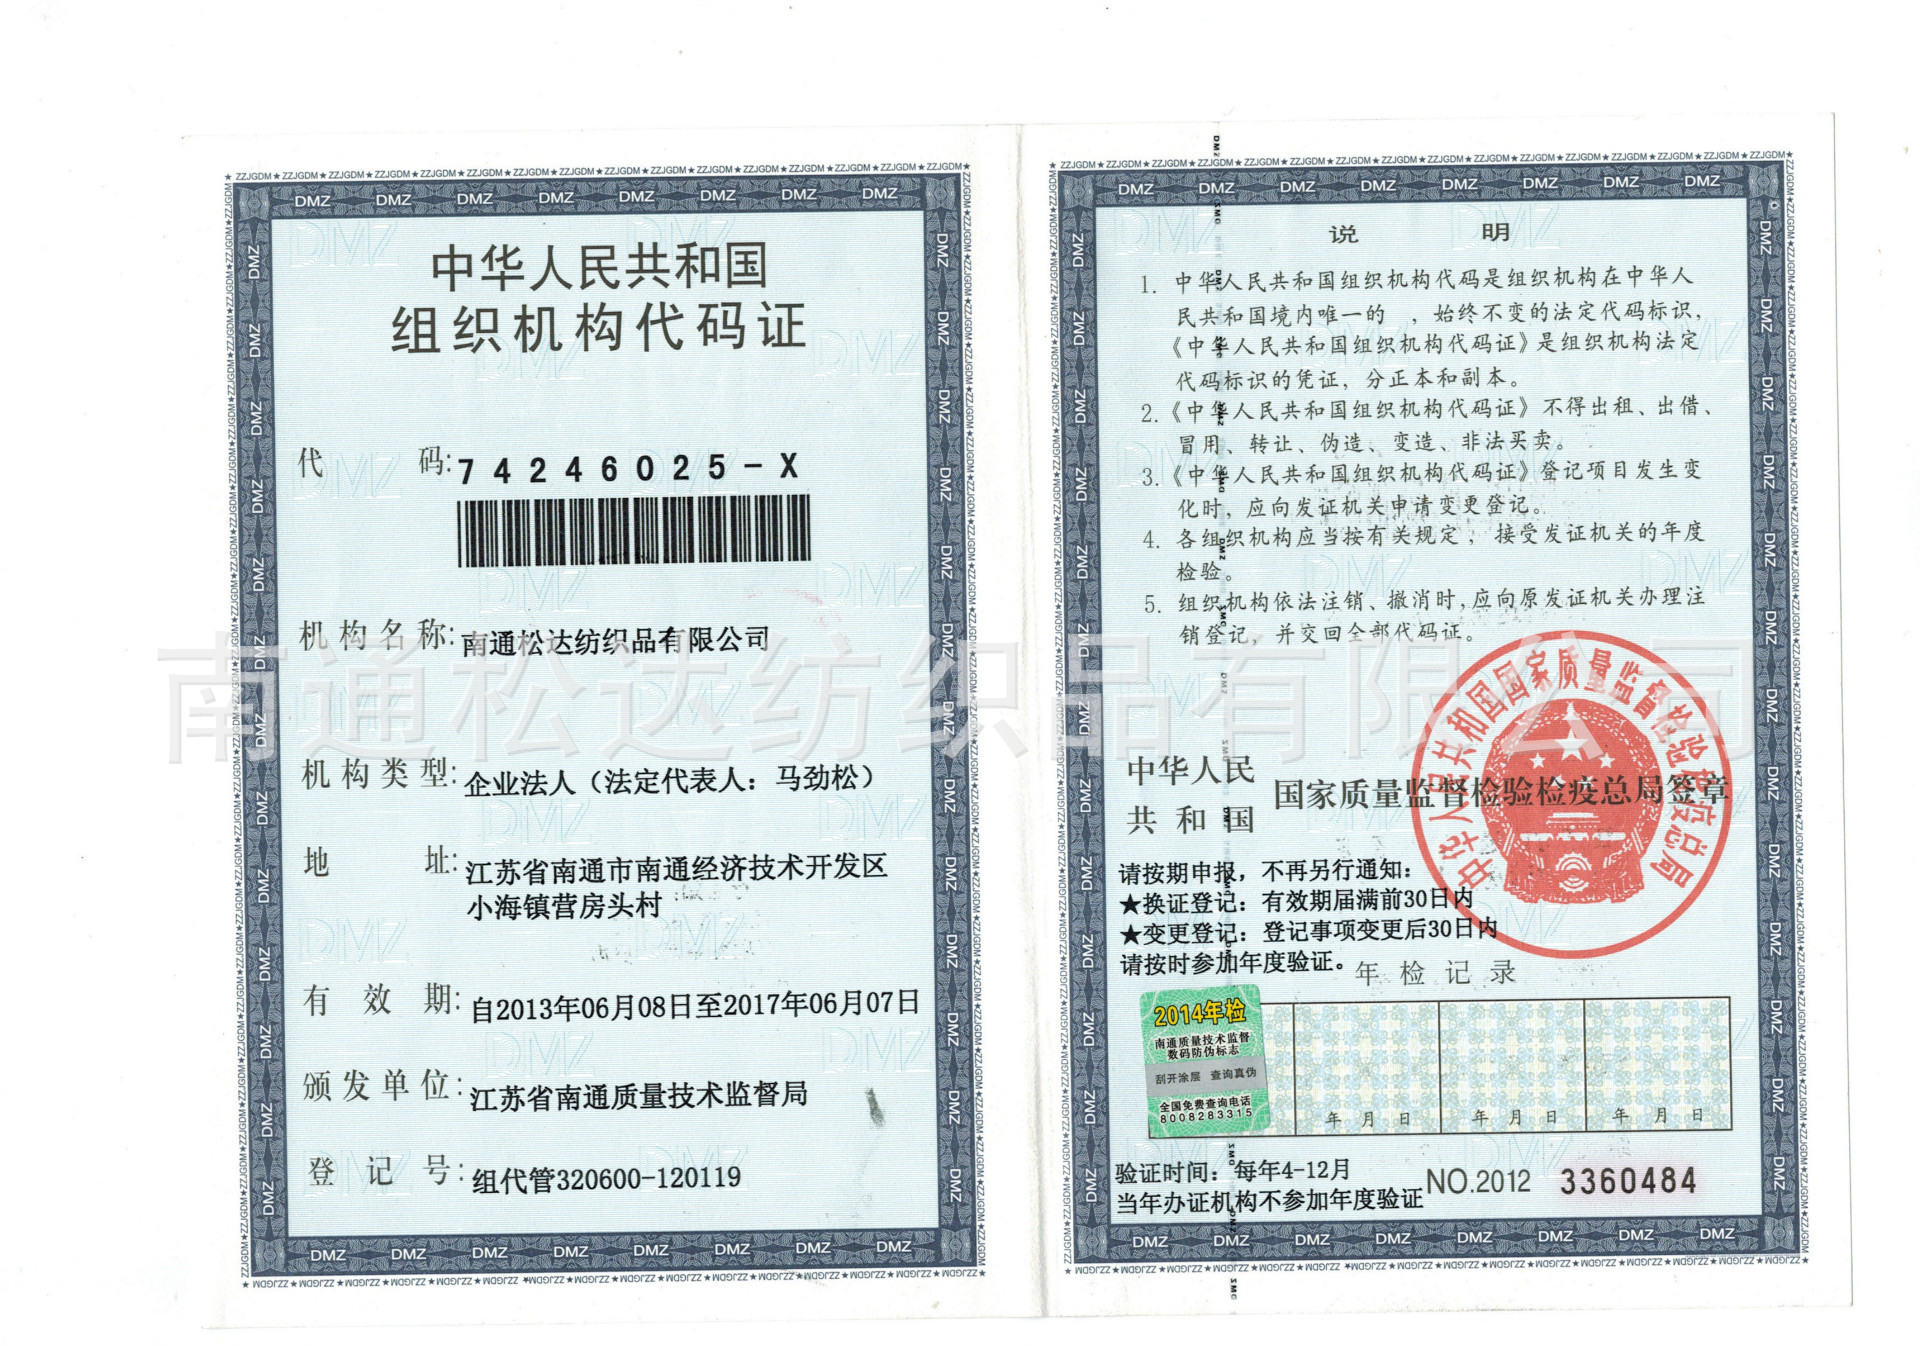 中华人民共和国
组织机构代码证
代 码: 74246025-X
机构名称: 南通松达纺织品有限公司
机构类型: 企业法人（法定代表人：马劲松）
地 址: 江苏省南通市南通经济技术开发区
小海镇营房头村
有 效 期: 自2013年06月08日至2017年06月07日
颁发单位: 江苏省南通质量技术监督局
登 记 号: 组代管320600-120119
说 明
1. 中华人民共和国组织机构代码是组织机构在中华人
民共和国境内唯一的 ，始终不变的法定代码标识，
《中华人民共和国组织机构代码证》是组织机构法定
代码标识的凭证，分正本和副本。
2.《中华人民共和国组织机构代码证》不得出租、出借、
冒用、转让、伪造、变造、非法买卖。
3.《中华人民共和国组织机构代码证》登记项目发生变
化时，应向发证机关申请变更登记。
4. 各组织机构应当按有关规定，接受发证机关的年度
检验。
5. 组织机构依法注销、撤消时,应向原发证机关办理注
销登记，并交回全部代码证。
中华人民
共和国
国家质量监督检验检疫总局签章
中华人民共和国国家质量监督检验检疫总局
请按期申报，不再另行通知：
★换证登记：有效期届满前30日内
★变更登记：登记事项变更后30日内
请按时参加年度验证。
年检记录
2014年检
南通质量技术监督
数码防伪标志
刮开涂层 查询真伪
全国免费查询电话
8008283315
年 月 日 年 月 日 年 月 日
验证时间：每年4-12月
当年办证机构不参加年度验证
NO.2012 3360484
南通松达纺织品有限公司